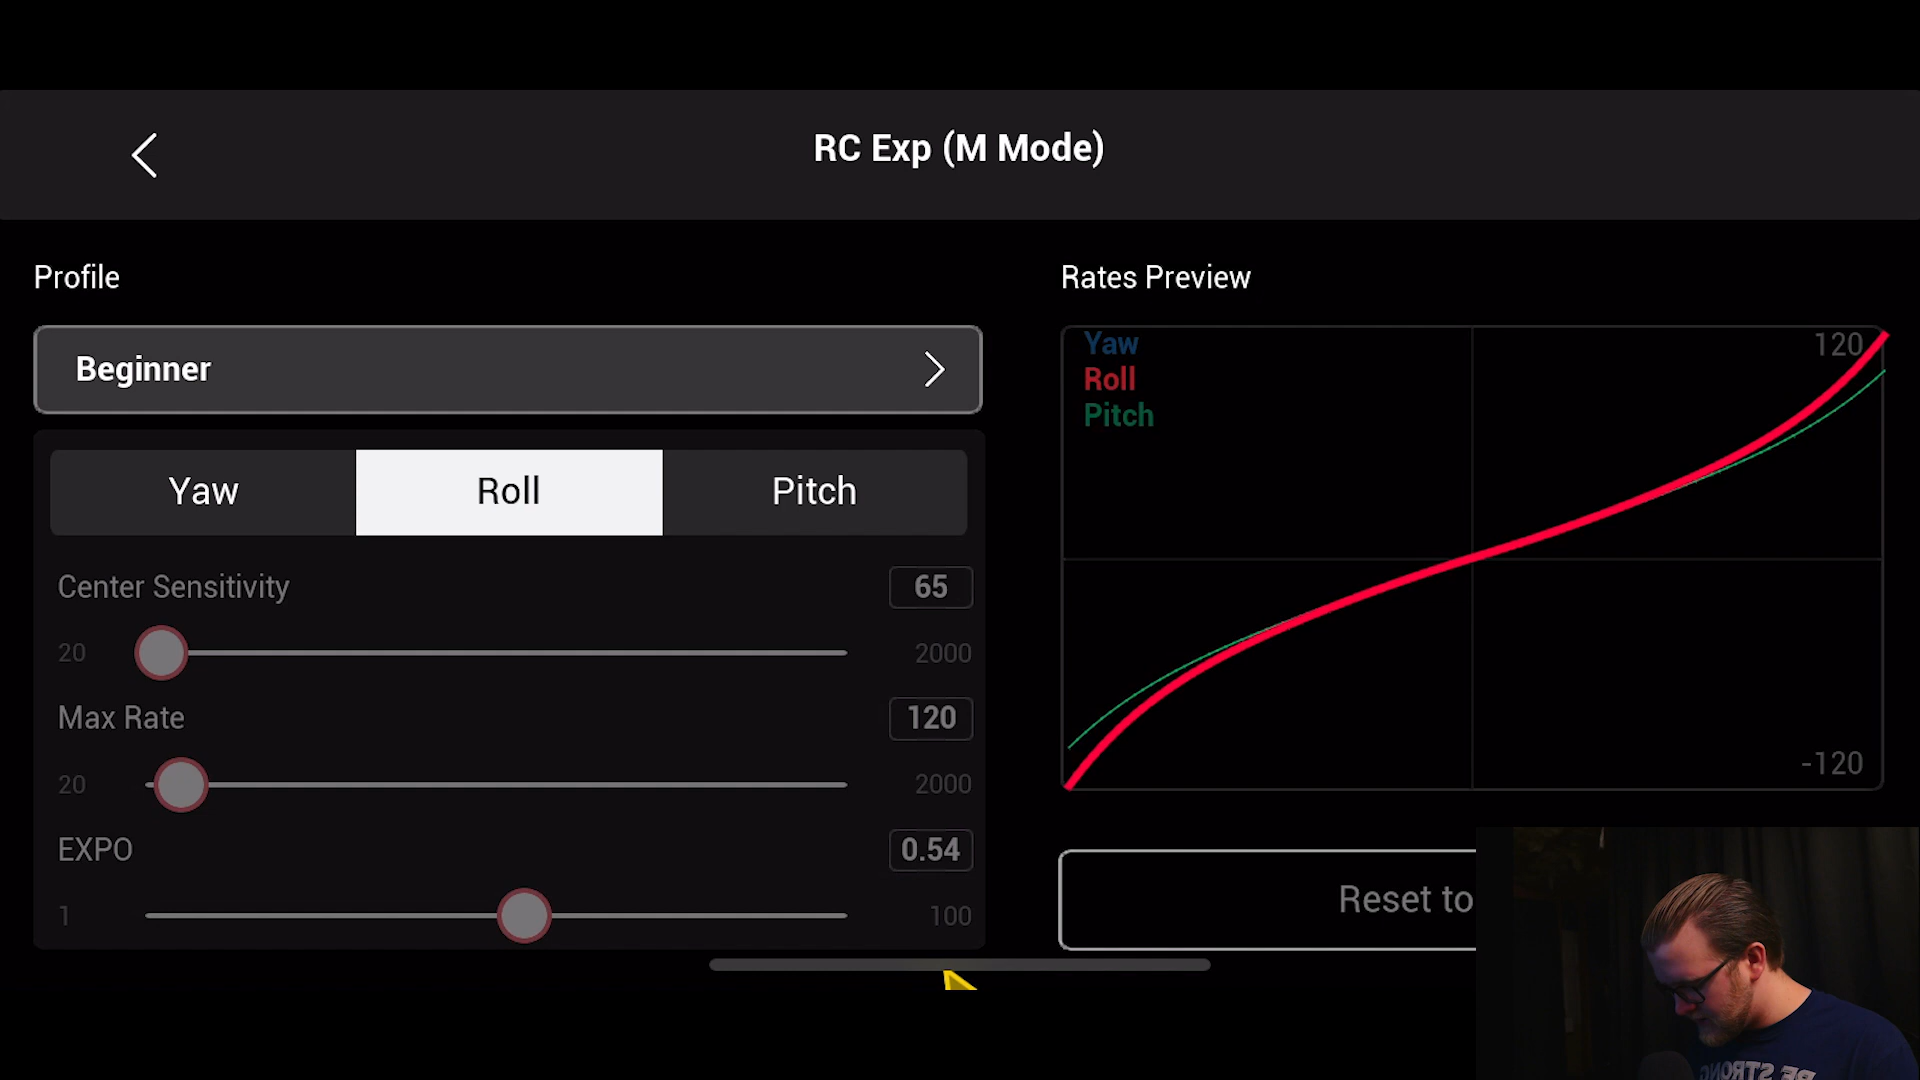 RC Exp (M Mode)
Profile
Beginner
Yaw Roll Pitch
Center Sensitivity 65
20 2000
Max Rate 120
20 2000
EXPO 0.54
1 100
Rates Preview
Yaw
Roll
Pitch
120
-120
Reset to